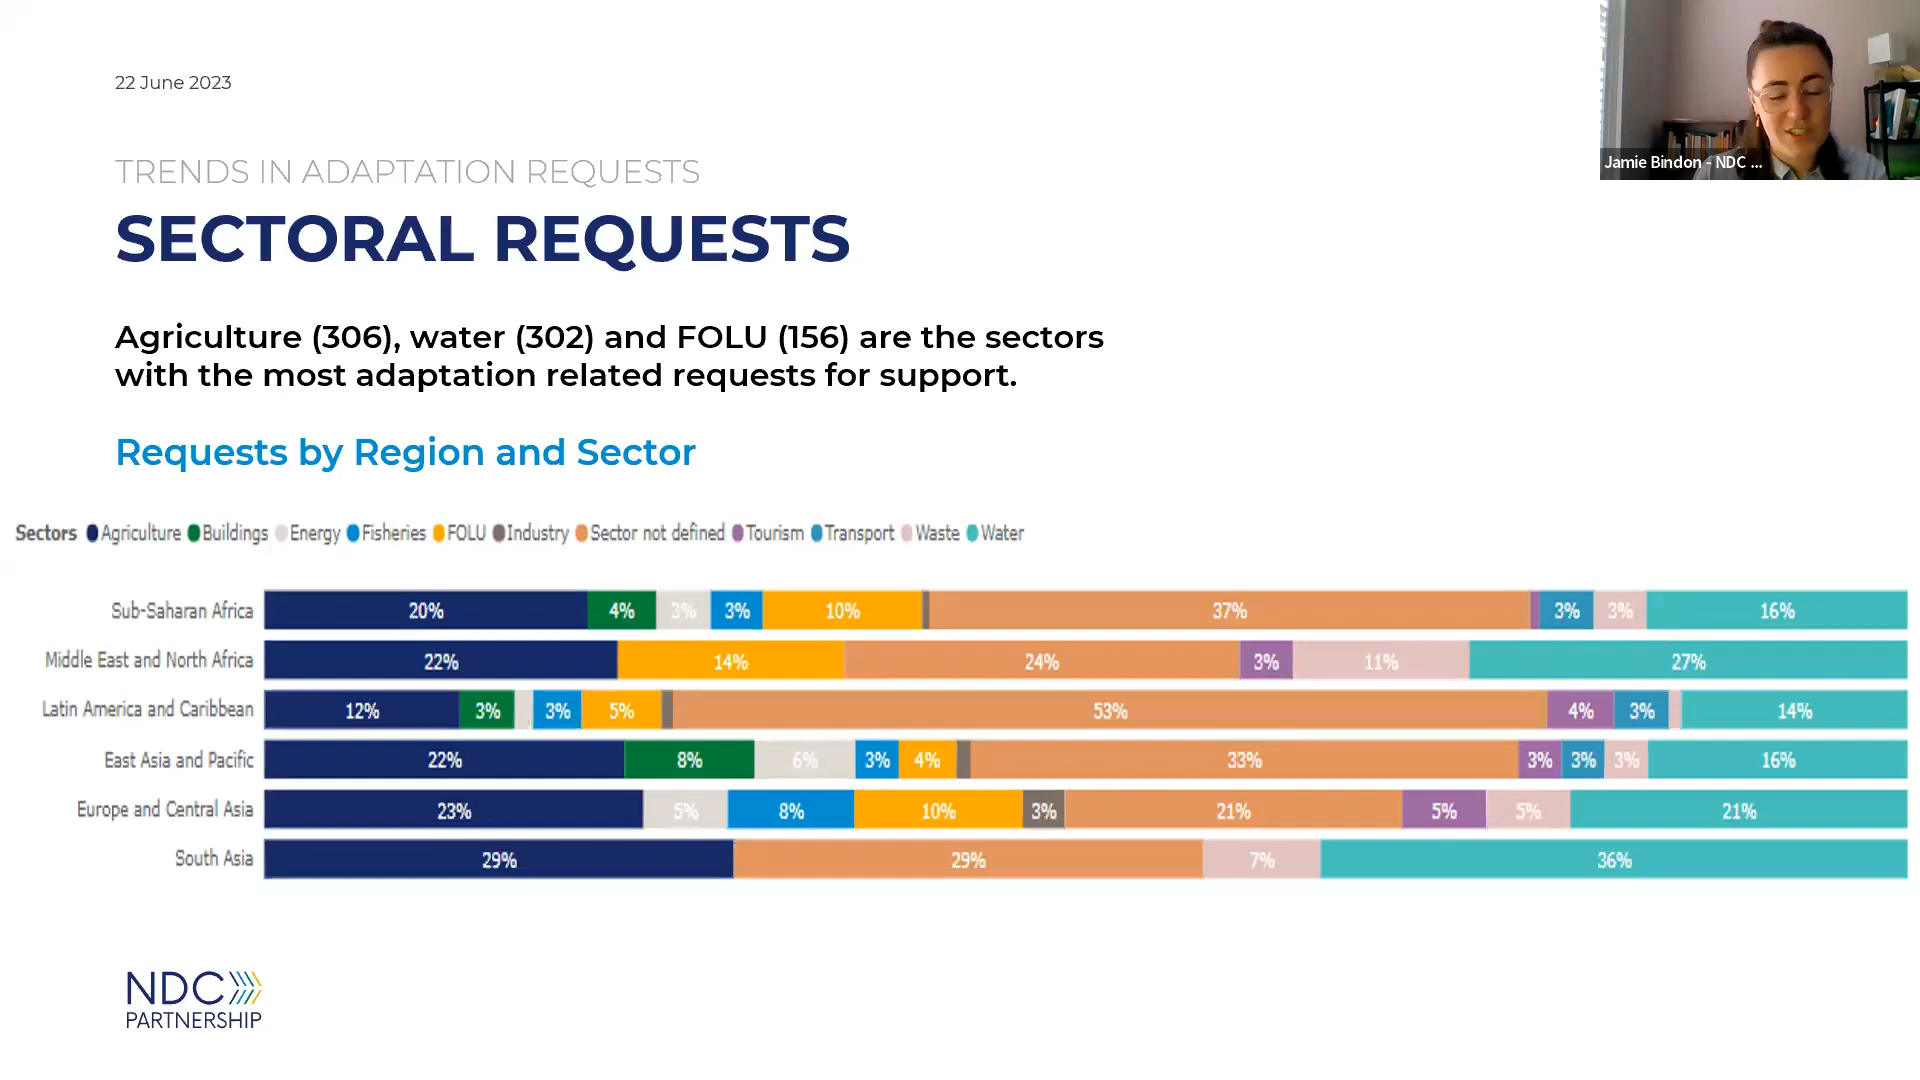 22 June 2023
Jamie Bindon - NDC ...
TRENDS IN ADAPTATION REQUESTS
SECTORAL REQUESTS
Agriculture (306), water (302) and FOLU (156) are the sectors
with the most adaptation related requests for support.
Requests by Region and Sector
Sectors Agriculture Buildings Energy Fisheries FOLU Industry Sector not defined Tourism Transport Waste Water
Sub-Saharan Africa 20% 4% 3% 3% 10% 37% 3% 3% 16%
Middle East and North Africa 22% 14% 24% 3% 11% 27%
Latin America and Caribbean 12% 3% 3% 5% 53% 4% 3% 14%
East Asia and Pacific 22% 8% 6% 3% 4% 33% 3% 3% 3% 16%
Europe and Central Asia 23% 5% 8% 10% 3% 21% 5% 5% 21%
South Asia 29% 29% 7% 36%
NDC
PARTNERSHIP